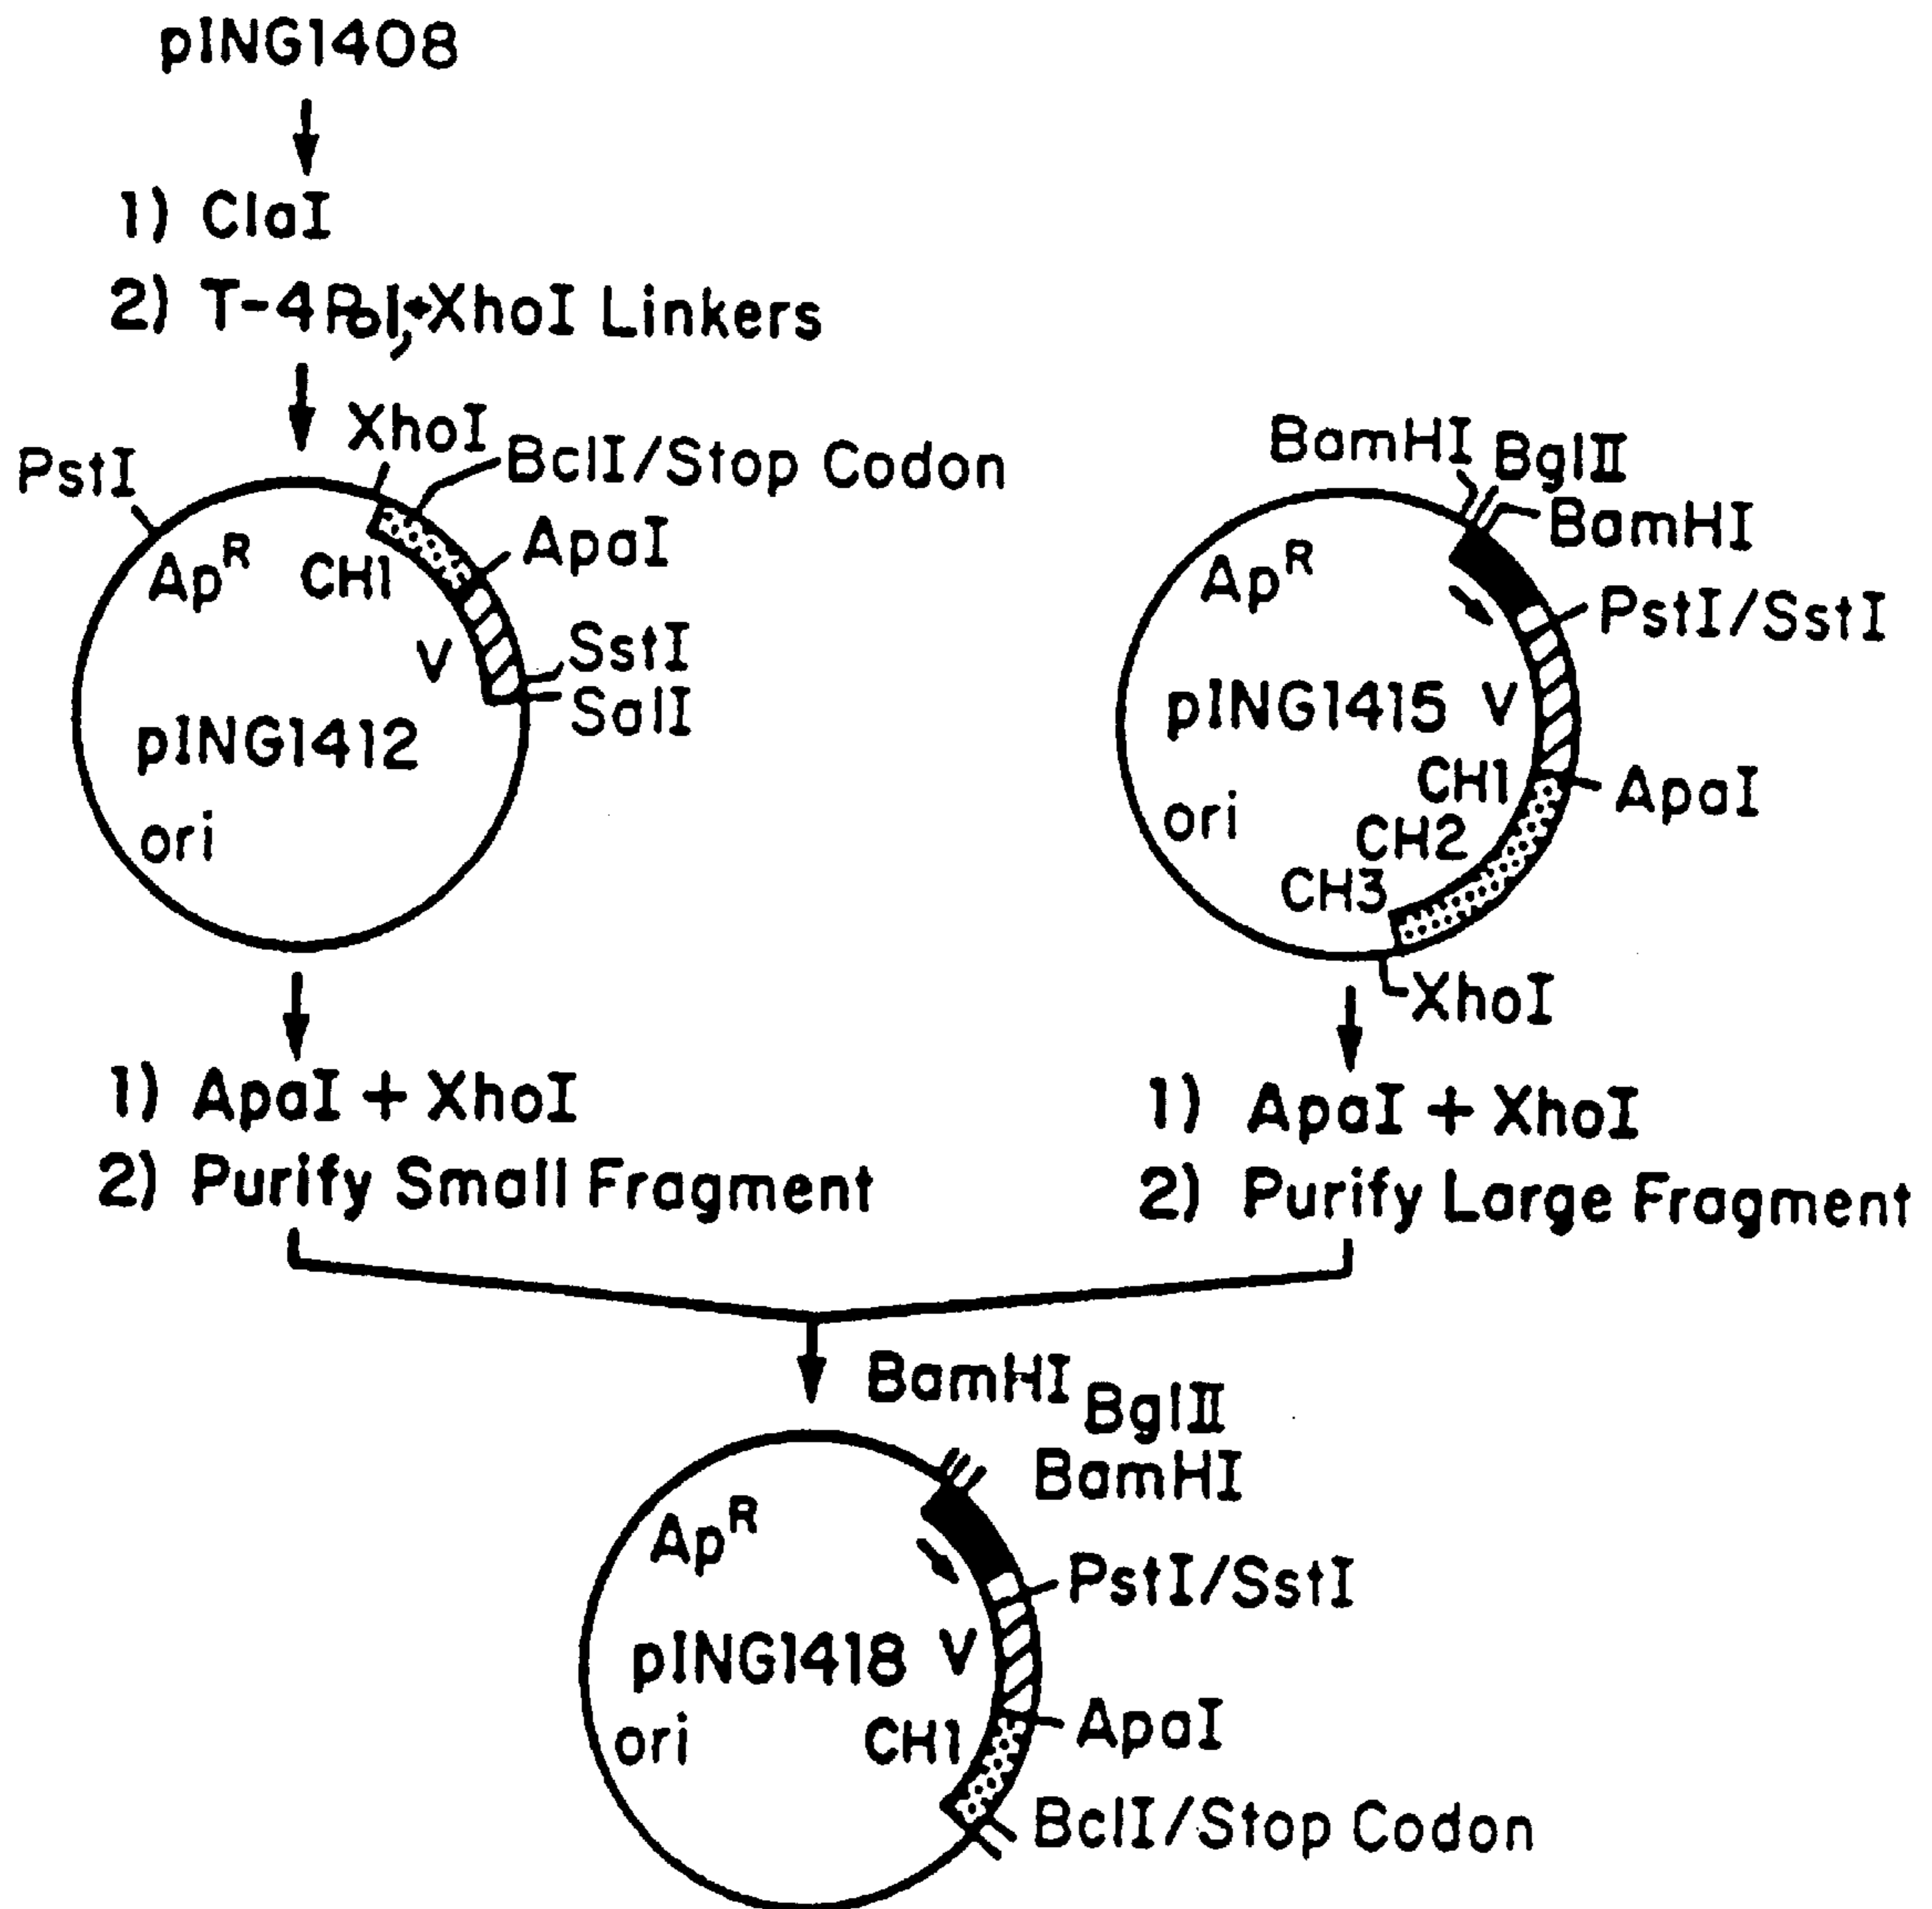 pING1408
1) ClaI
2) T-4 Pol; XhoI Linkers
XhoI
BclI/Stop Codon
PstI
ApaI
Ap^R
CH1
V
SstI
SalI
pING1412
ori
BamHI
BglII
BamHI
Ap^R
PstI/SstI
pING1415
V
CH1
ApaI
CH2
ori
CH3
XhoI
1) ApaI + XhoI
2) Purify Small Fragment
1) ApaI + XhoI
2) Purify Large Fragment
BamHI
BglII
BamHI
Ap^R
PstI/SstI
pING1418
V
ori
CH1
ApaI
BclI/Stop Codon